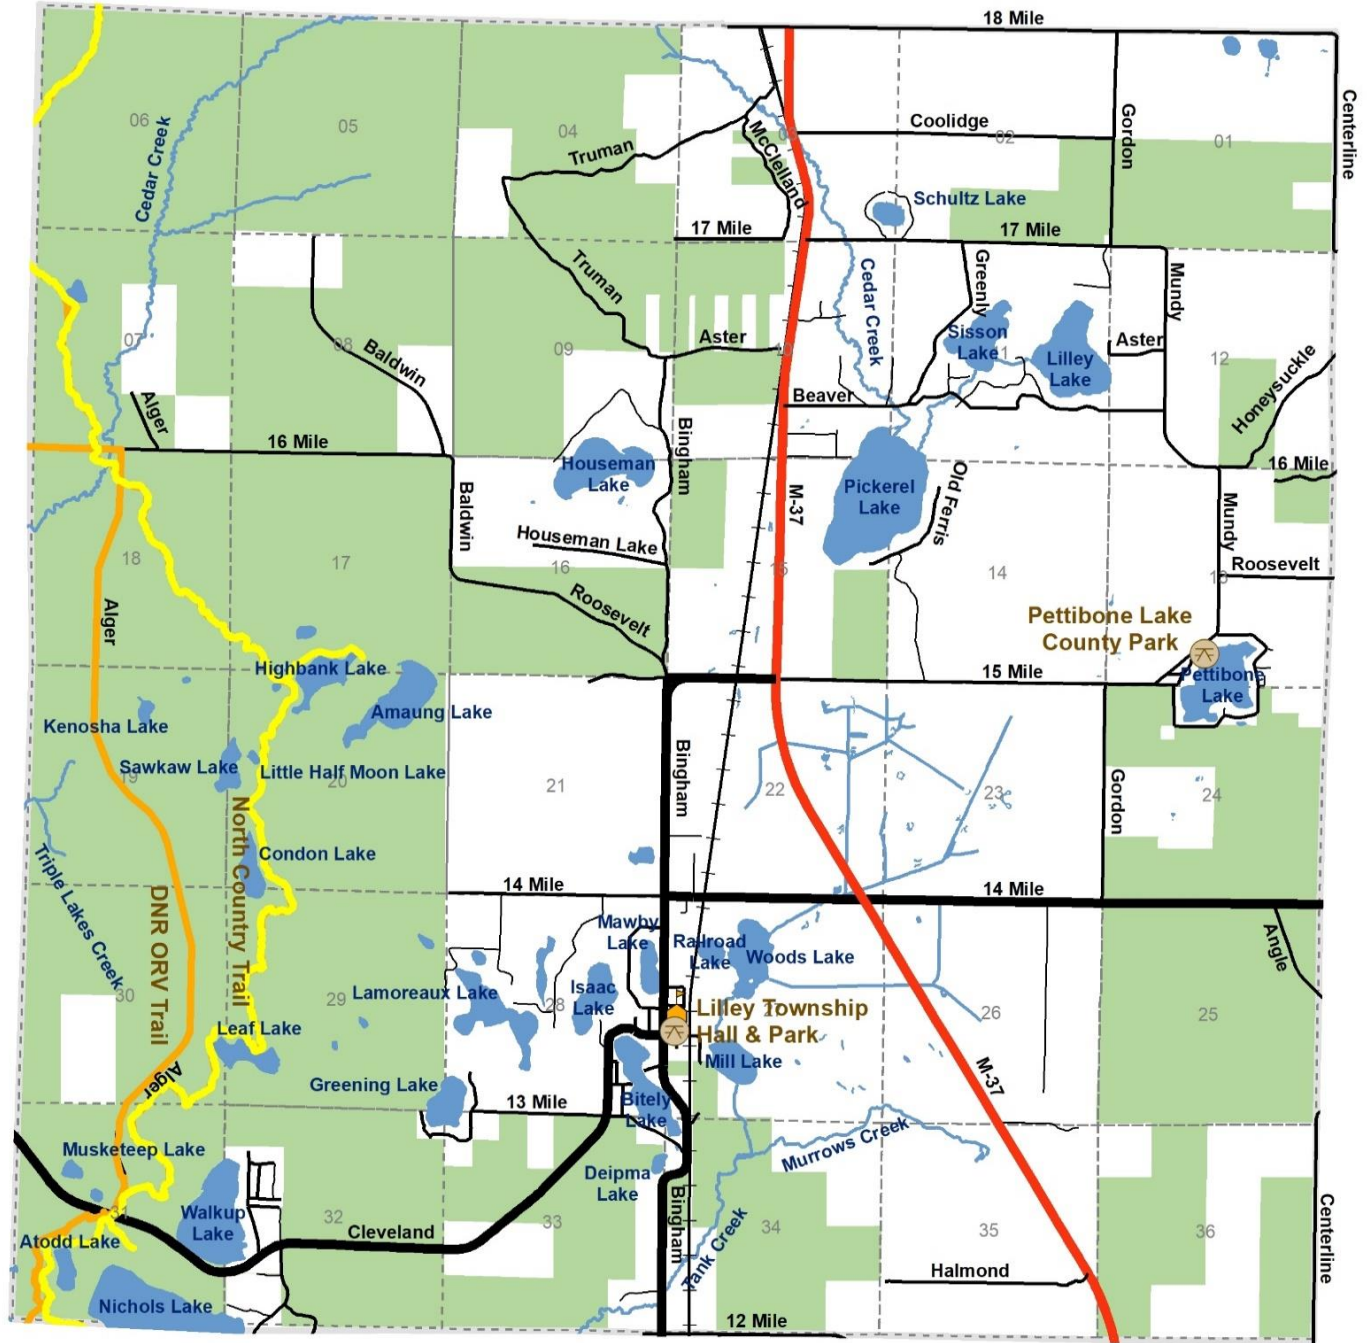 18 Mile
06
05
04
03
Coolidge
02
01
Gordon
Centerline
Cedar Creek
Truman
McClelland
Schultz Lake
17 Mile
17 Mile
Truman
Cedar Creek
Greenly
Mundy
07
08
Baldwin
09
Aster
10
Sisson
Lake
11
Lilley
Lake
Aster
12
Honeysuckle
Alger
Beaver
16 Mile
Bingham
Houseman
Lake
16 Mile
Baldwin
M-37
Pickerel
Lake
Old Ferris
Mundy
Houseman Lake
18
17
16
15
14
13
Roosevelt
Alger
Roosevelt
Pettibone Lake
County Park
Highbank Lake
15 Mile
Pettibone
Lake
Kenosha Lake
Amaung Lake
Sawkaw Lake
Little Half Moon Lake
19
20
21
Bingham
22
23
Gordon
24
North Country Trail
Triple Lakes Creek
Condon Lake
DNR ORV Trail
14 Mile
14 Mile
Mawby
Lake
Railroad
Lake
Woods Lake
Angle
30
29
Lamoreaux Lake
28
Isaac
Lake
Lilley Township
Hall & Park
27
26
25
Leaf Lake
Mill Lake
M-37
Alger
Greening Lake
13 Mile
Bitely
Lake
Murrows Creek
Musketeep Lake
Deipma
Lake
31
Walkup
Lake
32
Cleveland
33
Bingham
Tank Creek
34
35
36
Centerline
Atodd Lake
Halmond
Nichols Lake
12 Mile